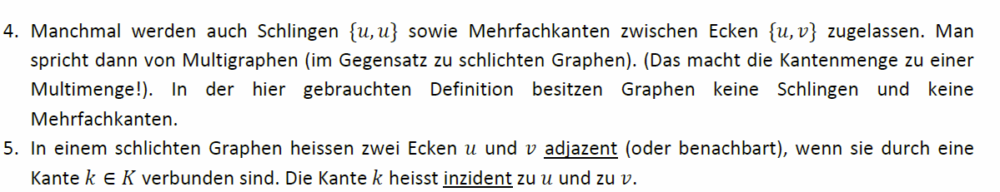 4. Manchmal werden auch Schlingen {u, u} sowie Mehrfachkanten zwischen Ecken {u, v} zugelassen. Man
spricht dann von Multigraphen (im Gegensatz zu schlichten Graphen). (Das macht die Kantenmenge zu einer
Multimenge!). In der hier gebrauchten Definition besitzen Graphen keine Schlingen und keine
Mehrfachkanten.
5. In einem schlichten Graphen heissen zwei Ecken u und v adjazent (oder benachbart), wenn sie durch eine
Kante k ∈ K verbunden sind. Die Kante k heisst inzident zu u und zu v.